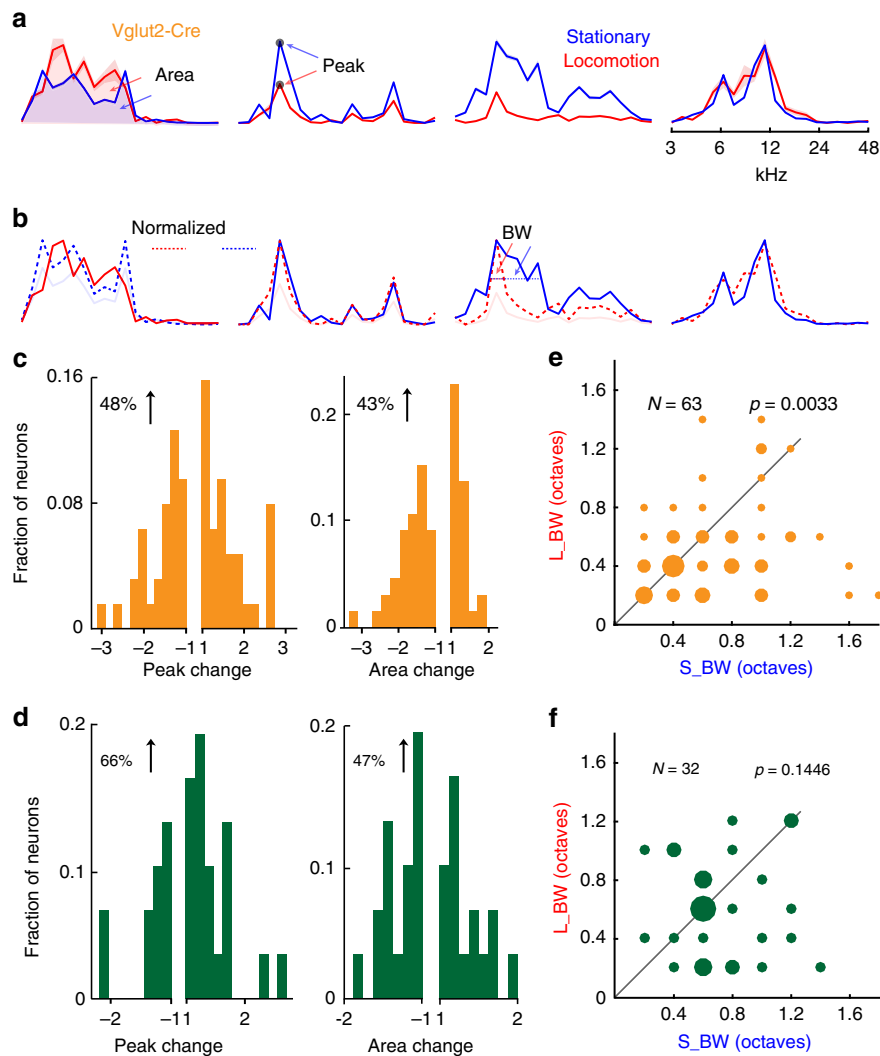 a
Vglut2-Cre
Area
Peak
Stationary
Locomotion
3 6 12 24 48
kHz
b
Normalized
BW
c
0.16
0.08
0
48%
Fraction of neurons
–3 –2 –1 1 2 3
Peak change
0.2
0.1
0
43%
–3 –2 –1 1 2
Area change
e
N = 63 p = 0.0033
1.6
1.2
0.8
0.4
0
L_BW (octaves)
0.4 0.8 1.2 1.6
S_BW (octaves)
d
0.2
0.1
0
66%
Fraction of neurons
–2 –1 1 2
Peak change
0.2
0.1
0
47%
-2 –1 1 2
Area change
f
N = 32 p = 0.1446
1.6
1.2
0.8
0.4
0
L_BW (octaves)
0.4 0.8 1.2 1.6
S_BW (octaves)